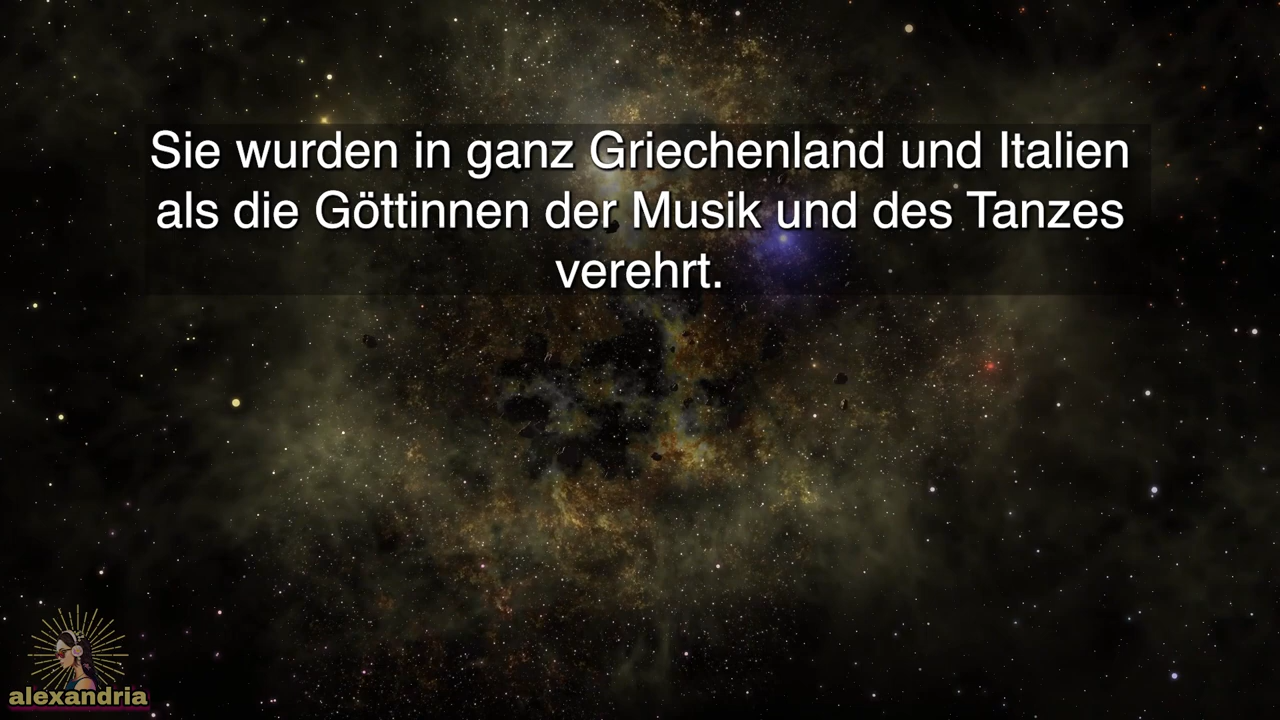 Sie wurden in ganz Griechenland und Italien
als die Göttinnen der Musik und des Tanzes
verehrt.
alexandria